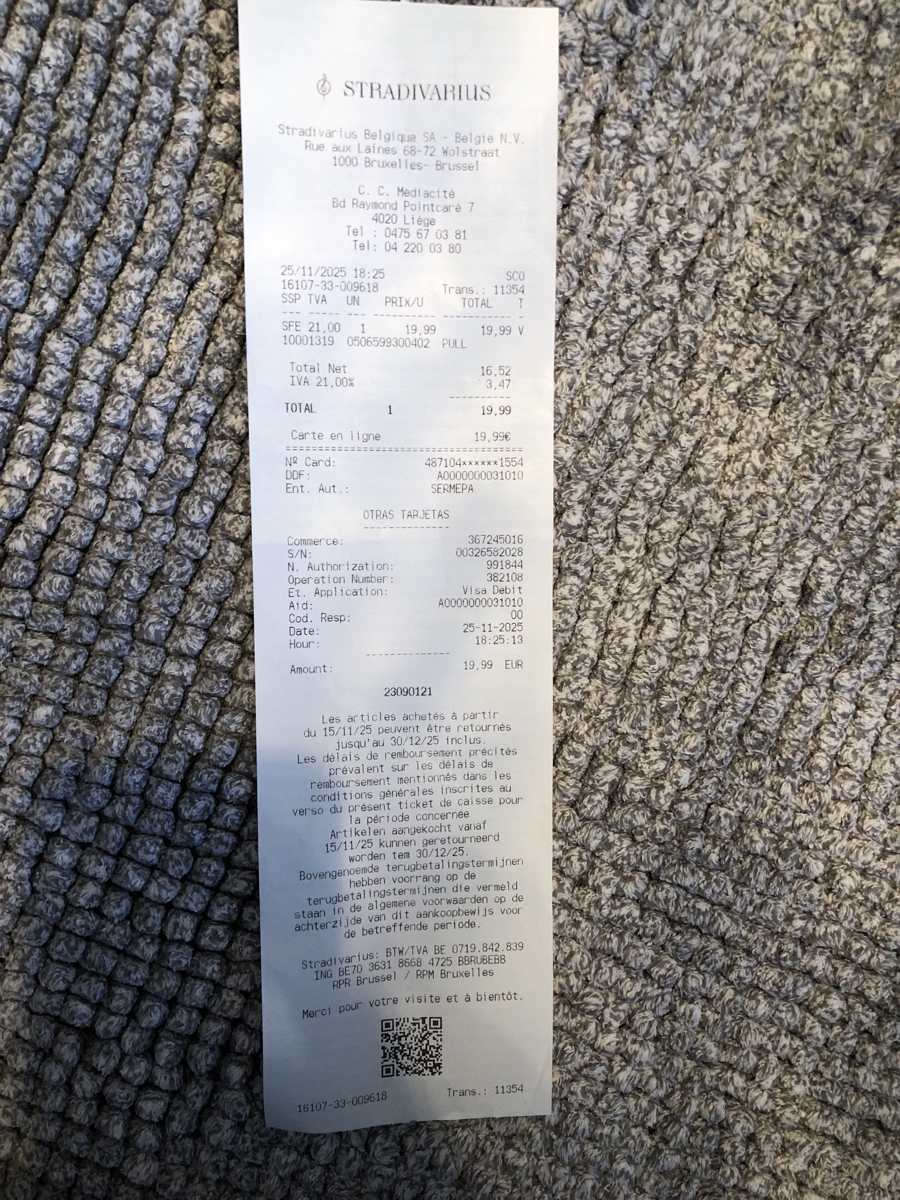 STRADIVARIUS
Stradivarius Belgique SA - België N.V.
Rue aux Laines 68-72 Wolstraat
1000 Bruxelles- Brussel
C. C. Mediacité
Bd Raymond Pointcaré 7
4020 Liège
Tel : 0475 67 03 81
Tel: 04 220 03 80
25/11/2025 18:25 SCO
16107-33-009618 Trans.: 11354
SSP TVA UN PRIX/U TOTAL T
--- ---- --- ---------- ---------- -
SFE 21,00 1 19,99 19,99 V
10001319 0506599300402 PULL
Total Net 16,52
IVA 21,00% 3,47
----------
TOTAL 1 19,99
Carte en ligne 19,99€
========================================
Nº Card: 487104******1554
DDF: A0000000031010
Ent. Aut.: SERMEPA
OTRAS TARJETAS
--------------
Commerce: 367245016
S/N: 00326582028
N. Authorization: 991844
Operation Number: 382108
Et. Application: Visa Debit
Aid: A0000000031010
Cod. Resp: 00
Date: 25-11-2025
Hour: 18:25:13
--------------
Amount: 19,99 EUR
23090121
Les articles achetés à partir
du 15/11/25 peuvent être retournés
jusqu'au 30/12/25 inclus.
Les délais de remboursement précités
prévalent sur les délais de
remboursement mentionnés dans les
conditions générales inscrites au
verso du présent ticket de caisse pour
la période concernée
Artikelen aangekocht vanaf
15/11/25 kunnen geretourneerd
worden tem 30/12/25.
Bovengenoemde terugbetalingstermijnen
hebben voorrang op de
terugbetalingstermijnen die vermeld
staan in de algemene voorwaarden op de
achterzijde van dit aankoopbewijs voor
de betreffende periode.
Stradivarius: BTW/TVA BE 0719.842.839
ING BE70 3631 8668 4725 BBRUBEBB
RPR Brussel / RPM Bruxelles
Merci pour votre visite et à bientôt.
16107-33-009618 Trans.: 11354